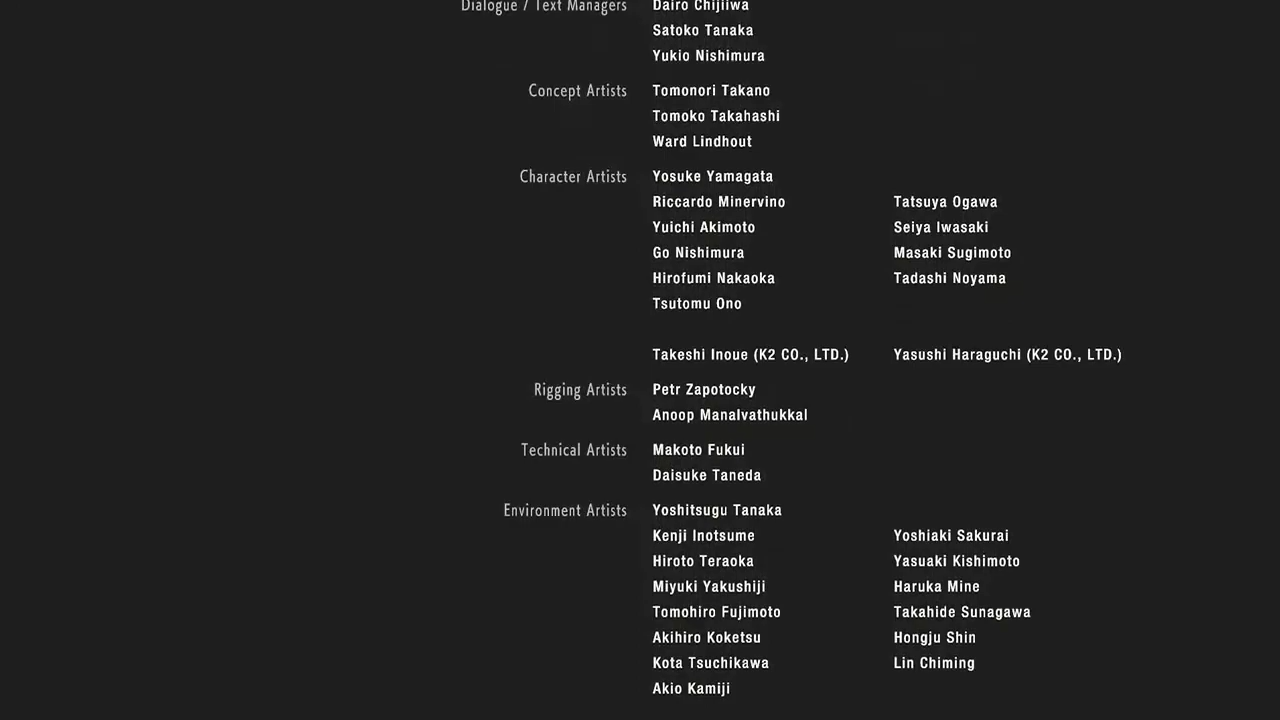 Dialogue / Text Managers Dairo Chijiiwa
Satoko Tanaka
Yukio Nishimura
Concept Artists Tomonori Takano
Tomoko Takahashi
Ward Lindhout
Character Artists Yosuke Yamagata
Riccardo Minervino Tatsuya Ogawa
Yuichi Akimoto Seiya Iwasaki
Go Nishimura Masaki Sugimoto
Hirofumi Nakaoka Tadashi Noyama
Tsutomu Ono
Takeshi Inoue (K2 CO., LTD.) Yasushi Haraguchi (K2 CO., LTD.)
Rigging Artists Petr Zapotocky
Anoop Manalvathukkal
Technical Artists Makoto Fukui
Daisuke Taneda
Environment Artists Yoshitsugu Tanaka
Kenji Inotsume Yoshiaki Sakurai
Hiroto Teraoka Yasuaki Kishimoto
Miyuki Yakushiji Haruka Mine
Tomohiro Fujimoto Takahide Sunagawa
Akihiro Koketsu Hongju Shin
Kota Tsuchikawa Lin Chiming
Akio Kamiji